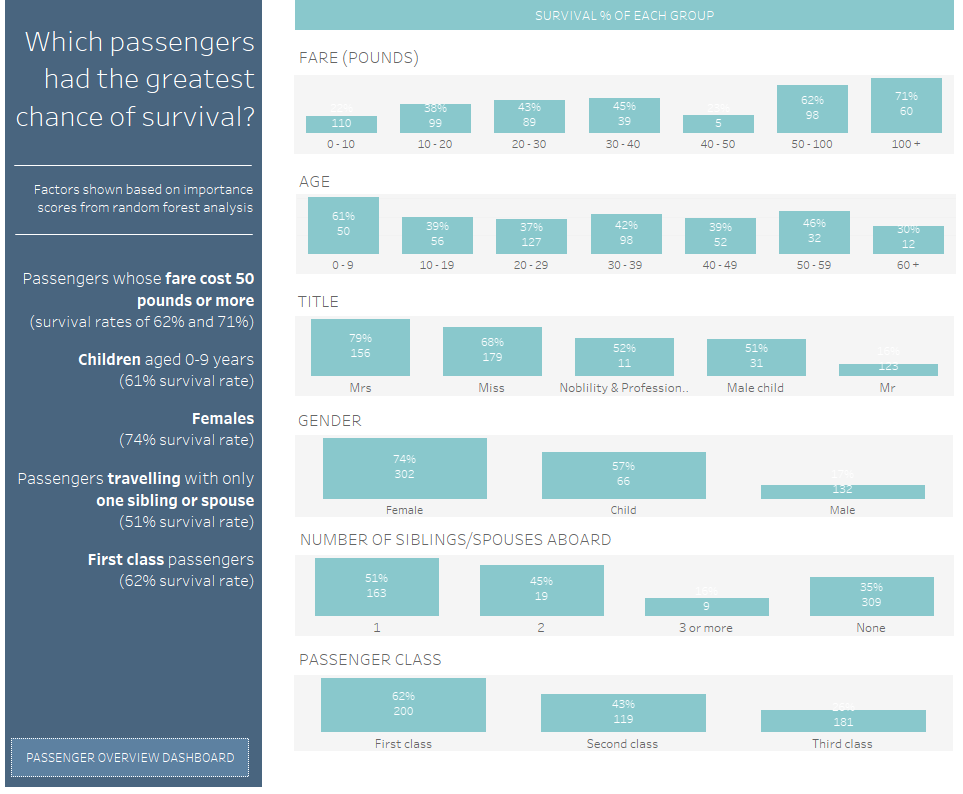 Which passengers
had the greatest
chance of survival?
Factors shown based on importance
scores from random forest analysis
Passengers whose fare cost 50
pounds or more
(survival rates of 62% and 71%)
Children aged 0-9 years
(61% survival rate)
Females
(74% survival rate)
Passengers travelling with only
one sibling or spouse
(51% survival rate)
First class passengers
(62% survival rate)
PASSENGER OVERVIEW DASHBOARD
SURVIVAL % OF EACH GROUP
FARE (POUNDS)
38% 43% 45% 62% 71%
110 99 89 39 5 98 60
0 - 10 10 - 20 20 - 30 30 - 40 40 - 50 50 - 100 100 +
AGE
61% 39% 37% 42% 39% 46% 30%
50 56 127 98 52 32 12
0 - 9 10 - 19 20 - 29 30 - 39 40 - 49 50 - 59 60 +
TITLE
79% 68% 52% 51%
156 179 11 31 123
Mrs Miss Noblility & Profession.. Male child Mr
GENDER
74% 57%
302 66 132
Female Child Male
NUMBER OF SIBLINGS/SPOUSES ABOARD
51% 45% 35%
163 19 9 309
1 2 3 or more None
PASSENGER CLASS
62% 43%
200 119 181
First class Second class Third class